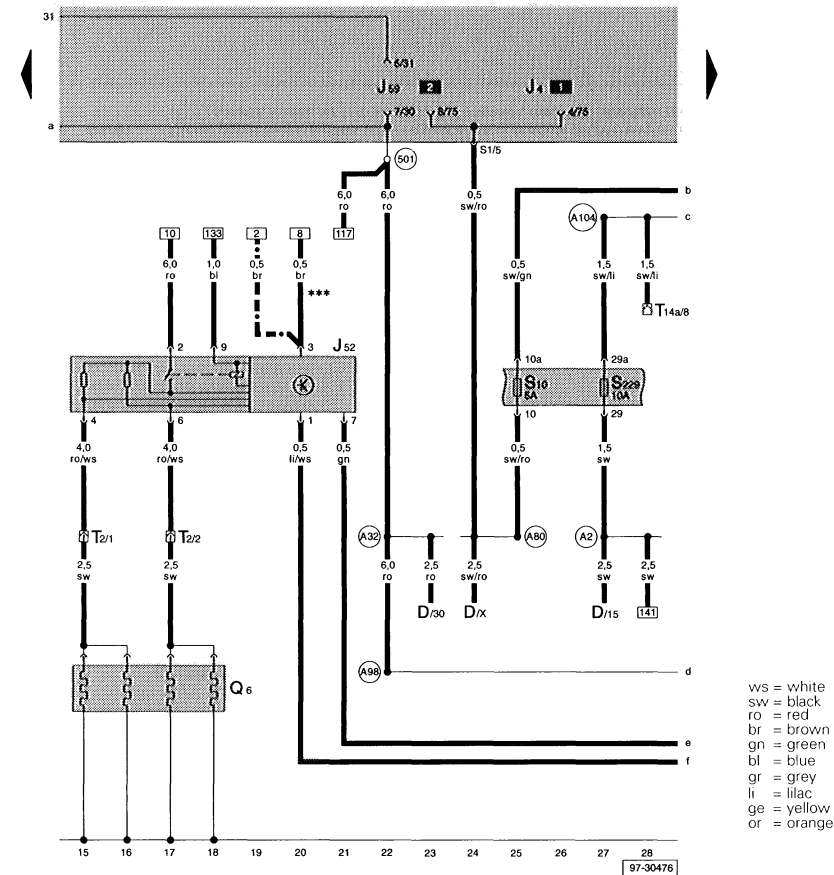 31
6/31
J 59 2 J 4 1
7/30 8/75 4/75
a
S1/5
501
6,0 6,0 0,5 b
ro ro sw/ro
A104 c
10 133 2 8 117
6,0 1,0 0,5 0,5 0,5 1,5 1,5
ro bl br br sw/gn sw/li sw/li
***
T14a/8
2 9 3 J 52
10a 29a
K
S10 S229
5A 10A
4 6 1 7 10 29
4,0 4,0 0,5 0,5 0,5 1,5
ro/ws ro/ws li/ws gn sw/ro sw
T2/1 T2/2 A32 A80 A2
2,5 2,5 6,0 2,5 2,5 2,5 2,5
sw sw ro ro sw/ro sw sw
D/30 D/X D/15 141
A98 d
Q 6
e
f
ws = white
sw = black
ro = red
br = brown
gn = green
bl = blue
gr = grey
li = lilac
ge = yellow
or = orange
15 16 17 18 19 20 21 22 23 24 25 26 27 28
97-30476